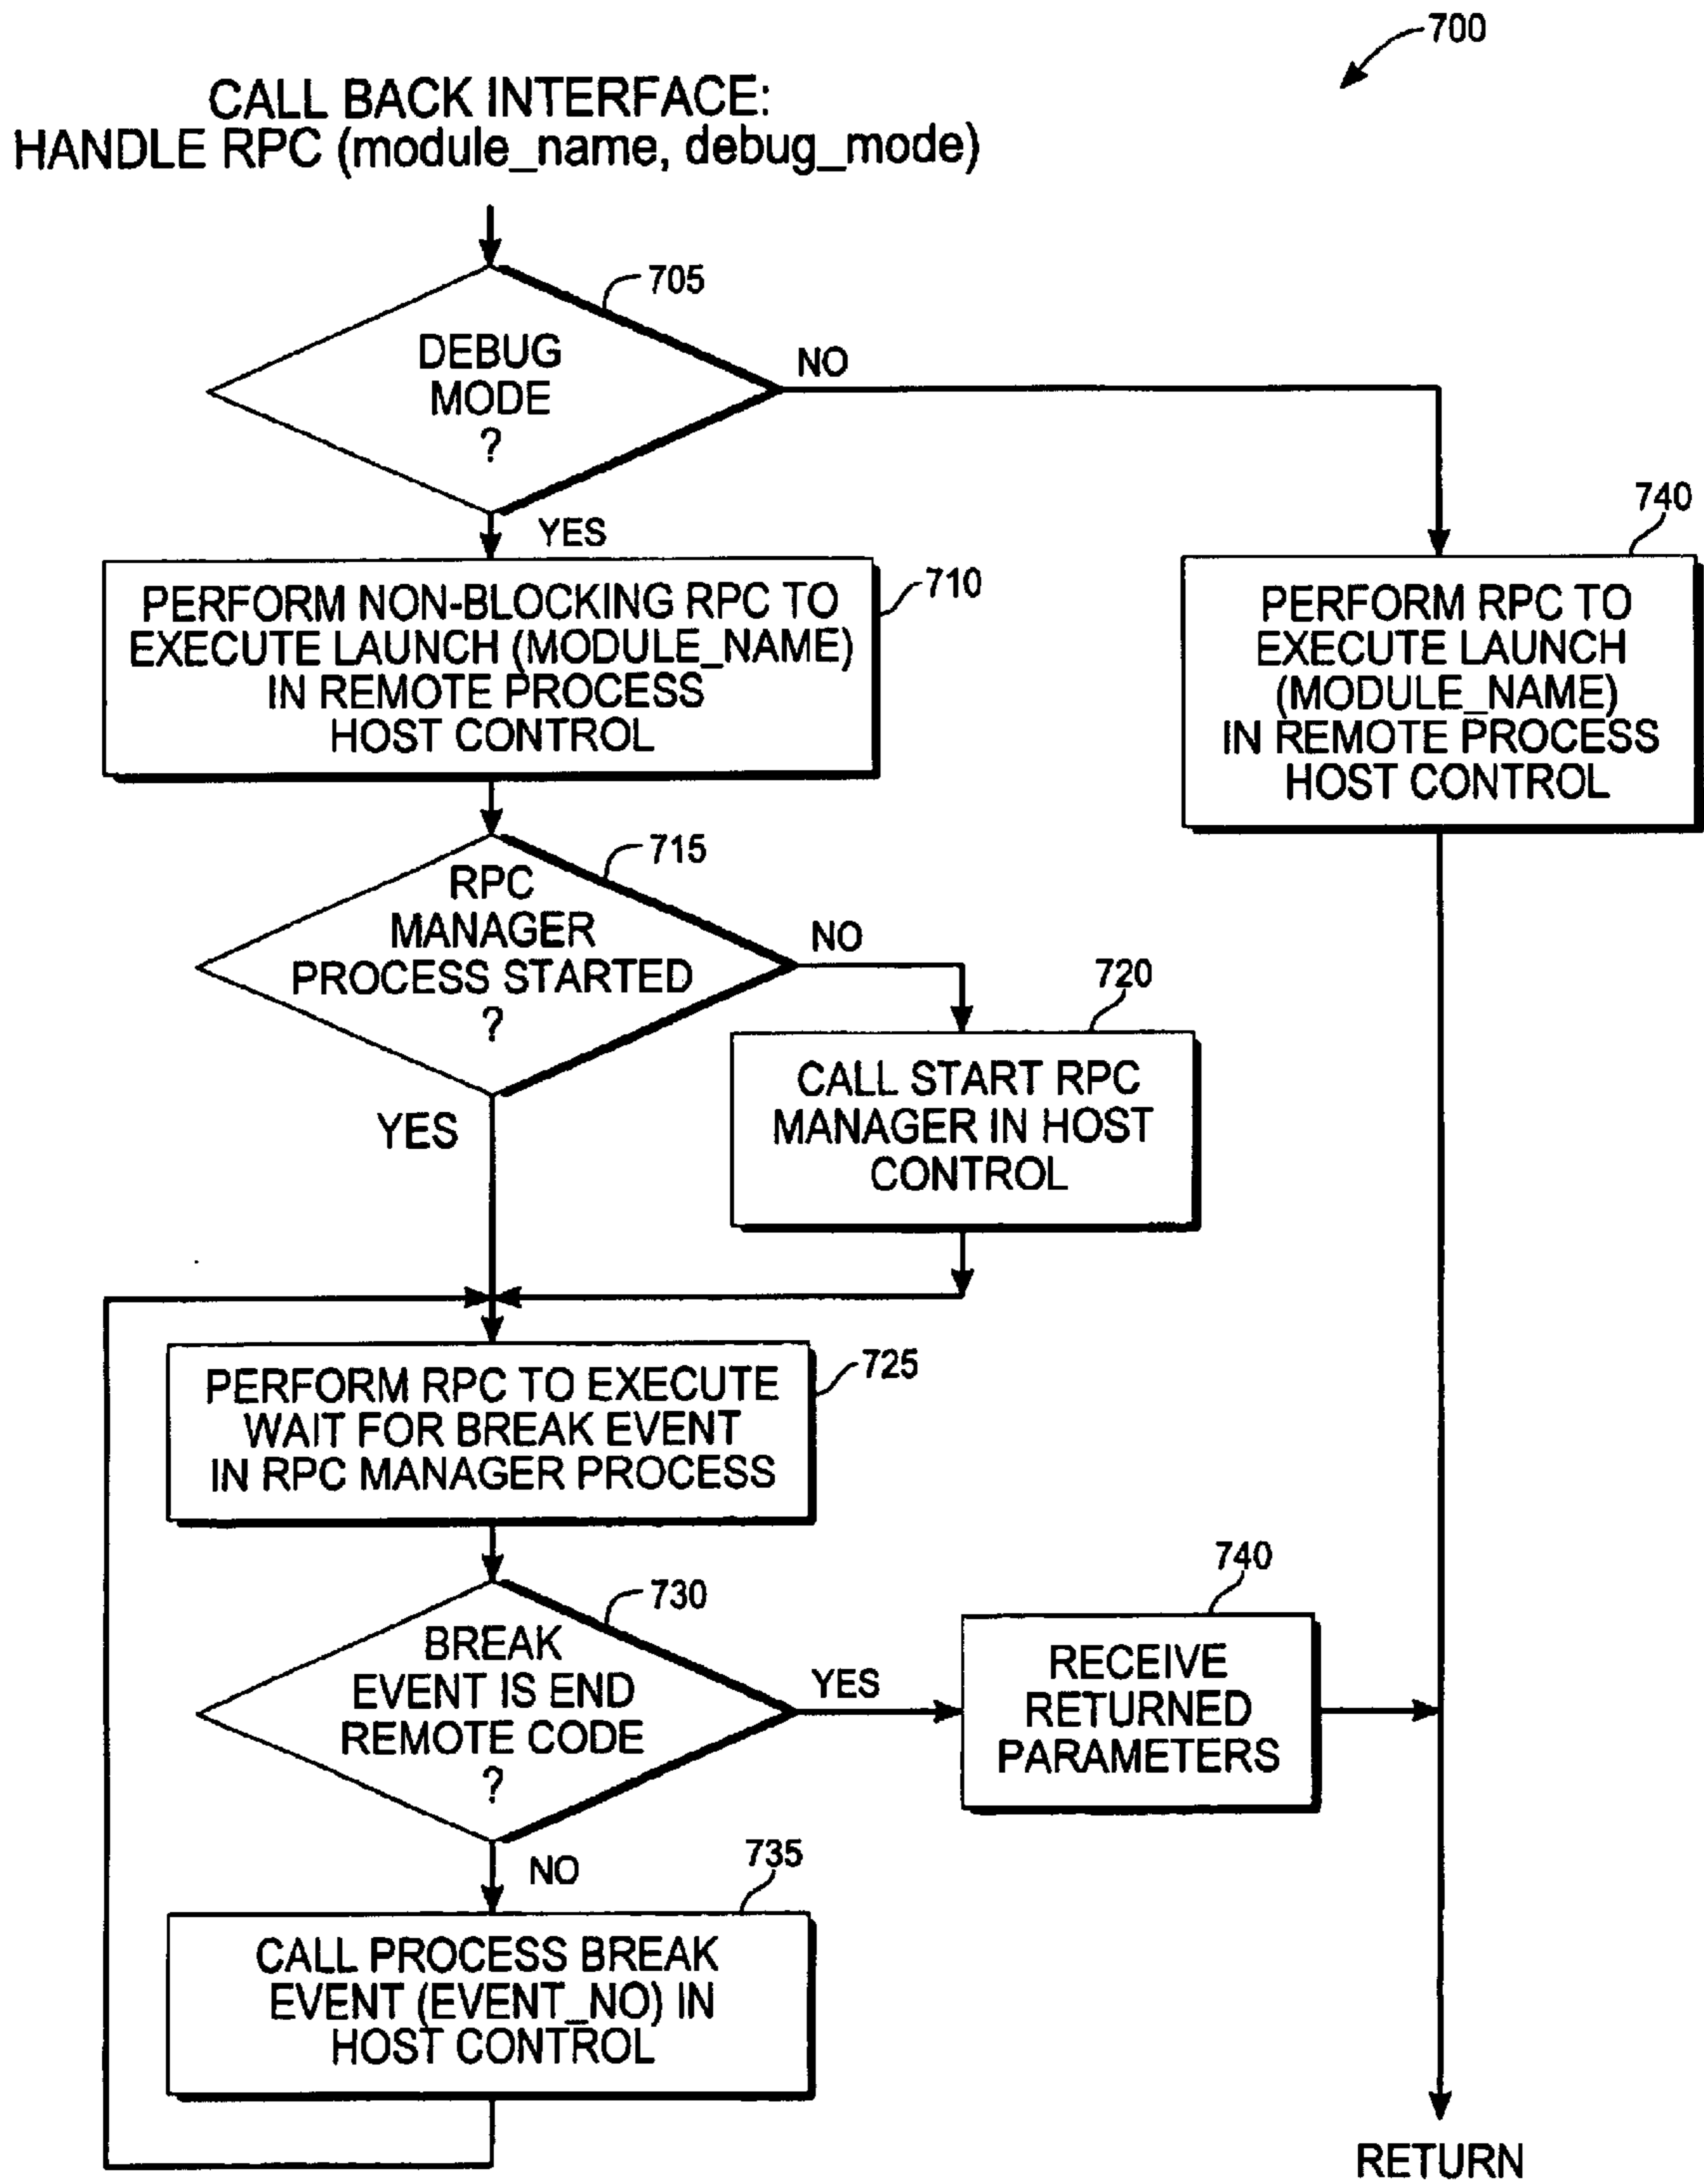 700
CALL BACK INTERFACE:
HANDLE RPC (module_name, debug_mode)
705
DEBUG
MODE
?
NO
YES
740
710
PERFORM NON-BLOCKING RPC TO
EXECUTE LAUNCH (MODULE_NAME)
IN REMOTE PROCESS
HOST CONTROL
PERFORM RPC TO
EXECUTE LAUNCH
(MODULE_NAME)
IN REMOTE PROCESS
HOST CONTROL
715
RPC
MANAGER
PROCESS STARTED
?
NO
YES
720
CALL START RPC
MANAGER IN HOST
CONTROL
725
PERFORM RPC TO EXECUTE
WAIT FOR BREAK EVENT
IN RPC MANAGER PROCESS
730
BREAK
EVENT IS END
REMOTE CODE
?
YES
NO
740
RECEIVE
RETURNED
PARAMETERS
735
CALL PROCESS BREAK
EVENT (EVENT_NO) IN
HOST CONTROL
RETURN